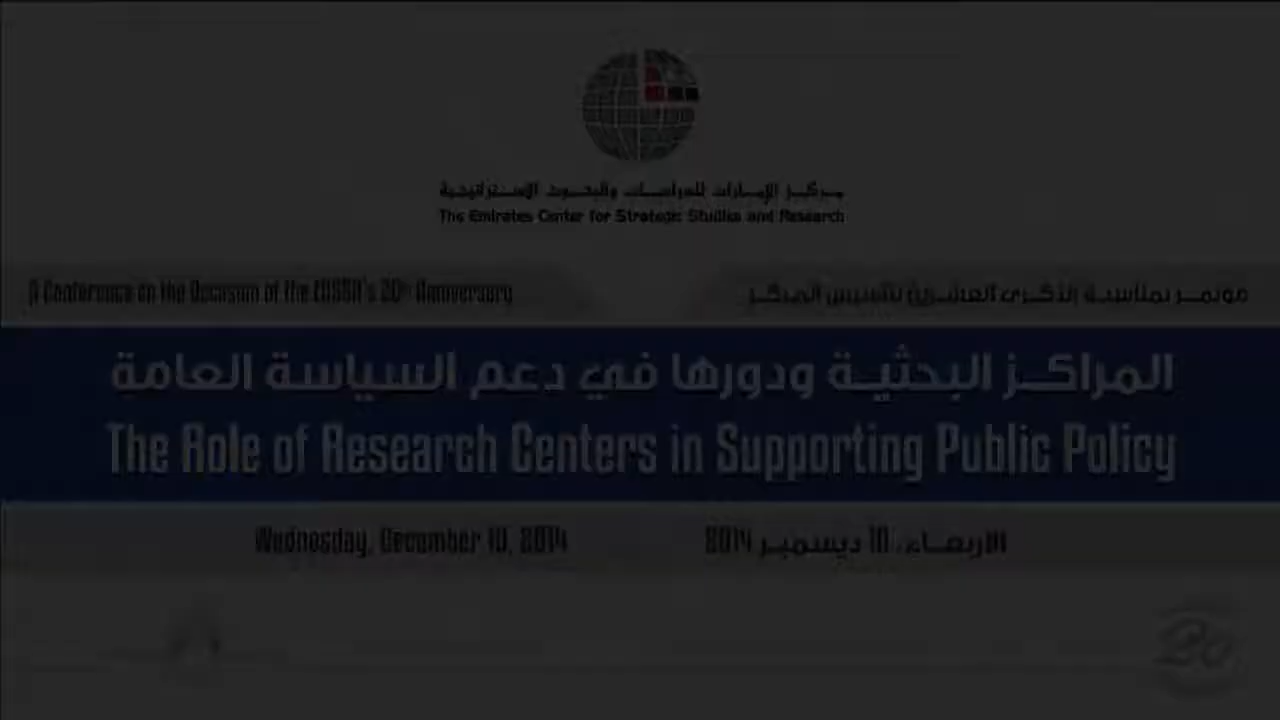 مركز الإمارات للدراسات والبحوث الاستراتيجية
The Emirates Center for Strategic Studies and Research
A Conference on the Occasion of the ECSSR's 20th Anniversary
مؤتمر بمناسبة الذكرى العشرين لتأسيس المركز
المراكز البحثية ودورها في دعم السياسة العامة
The Role of Research Centers in Supporting Public Policy
Wednesday, December 10, 2014
الأربعاء، 10 ديسمبر 2014
20